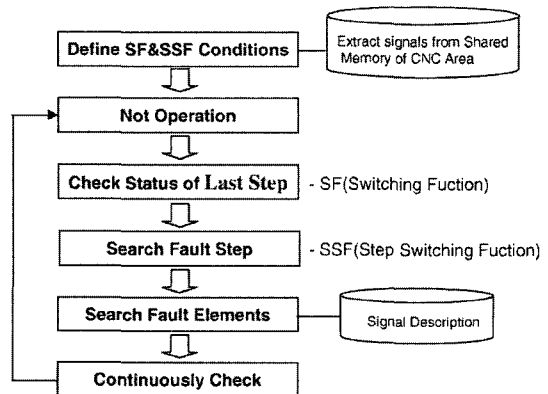 Define SF&SSF Conditions
Extract signals from Shared
Memory of CNC Area
Not Operation
Check Status of Last Step
- SF(Switching Fuction)
Search Fault Step
- SSF(Step Switching Fuction)
Search Fault Elements
Signal Description
Continuously Check